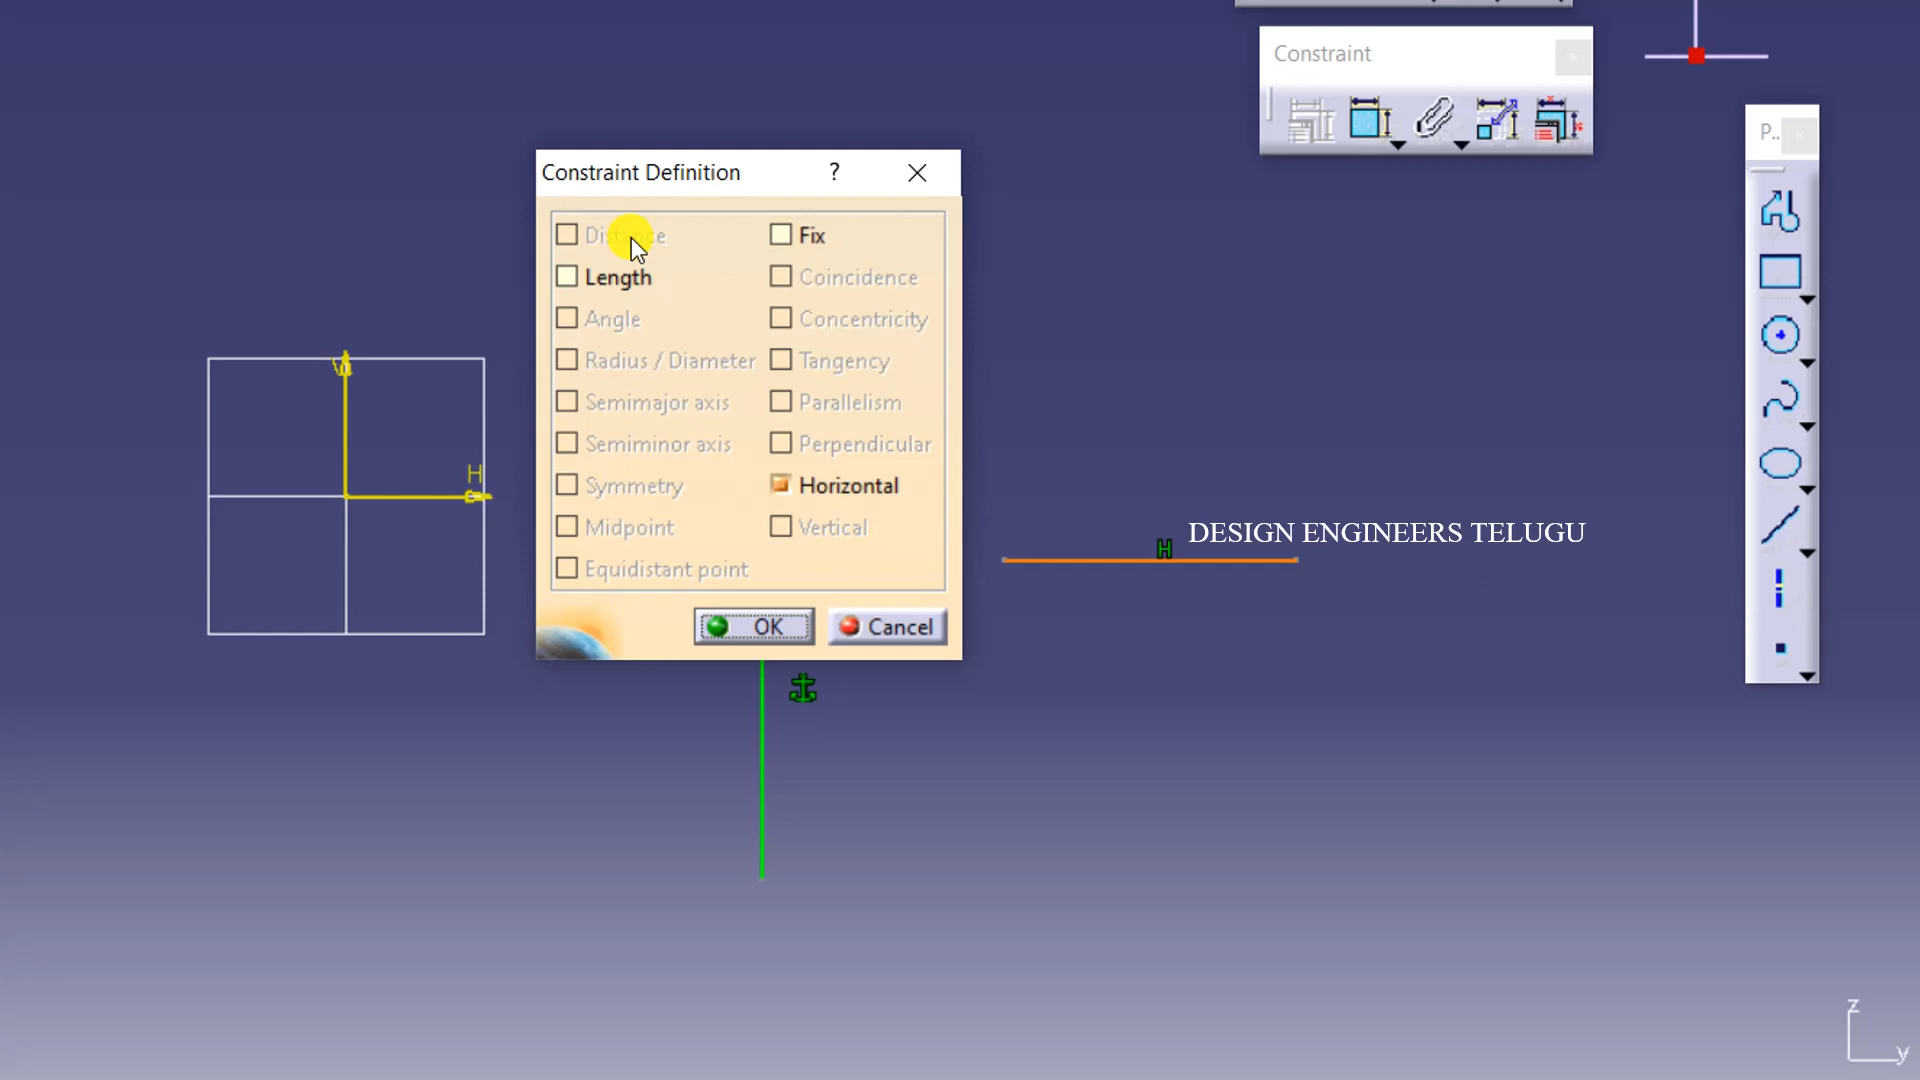 Constraint
P..
Constraint Definition ?
Distance
Fix
Length
Coincidence
Angle
Concentricity
Radius / Diameter
Tangency
Semimajor axis
Parallelism
Semiminor axis
Perpendicular
Symmetry
Horizontal
Midpoint
Vertical
Equidistant point
OK
Cancel
V
H
H
DESIGN ENGINEERS TELUGU
z
y